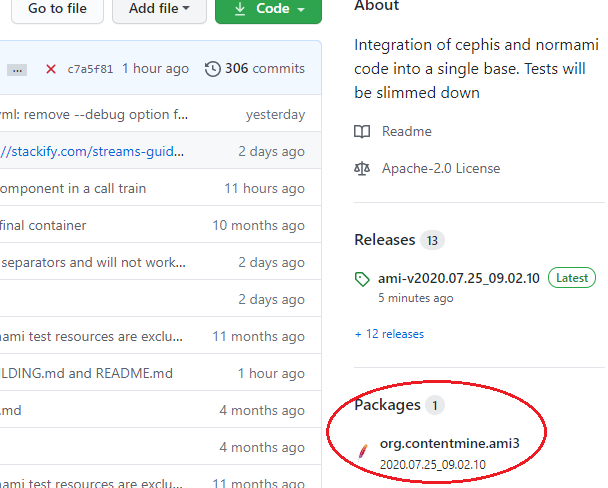 Go to file
Add file
Code
... c7a5f81 1 hour ago 306 commits
yml: remove --debug option f... yesterday
://stackify.com/streams-guid... 2 days ago
omponent in a call train 11 hours ago
final container 10 months ago
separators and will not work... 2 days ago
2 days ago
ami test resources are exclu... 11 months ago
ILDING.md and README.md 1 hour ago
.md 4 months ago
4 months ago
ami test resources are exclu... 11 months ago
About
Integration of cephis and normami
code into a single base. Tests will
be slimmed down
Readme
Apache-2.0 License
Releases 13
ami-v2020.07.25_09.02.10 Latest
5 minutes ago
+ 12 releases
Packages 1
org.contentmine.ami3
2020.07.25_09.02.10